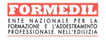 FORMEDIL
ENTE NAZIONALE PER LA
FORMAZIONE E L'ADDESTRAMENTO
PROFESSIONALE NELL'EDILIZIA